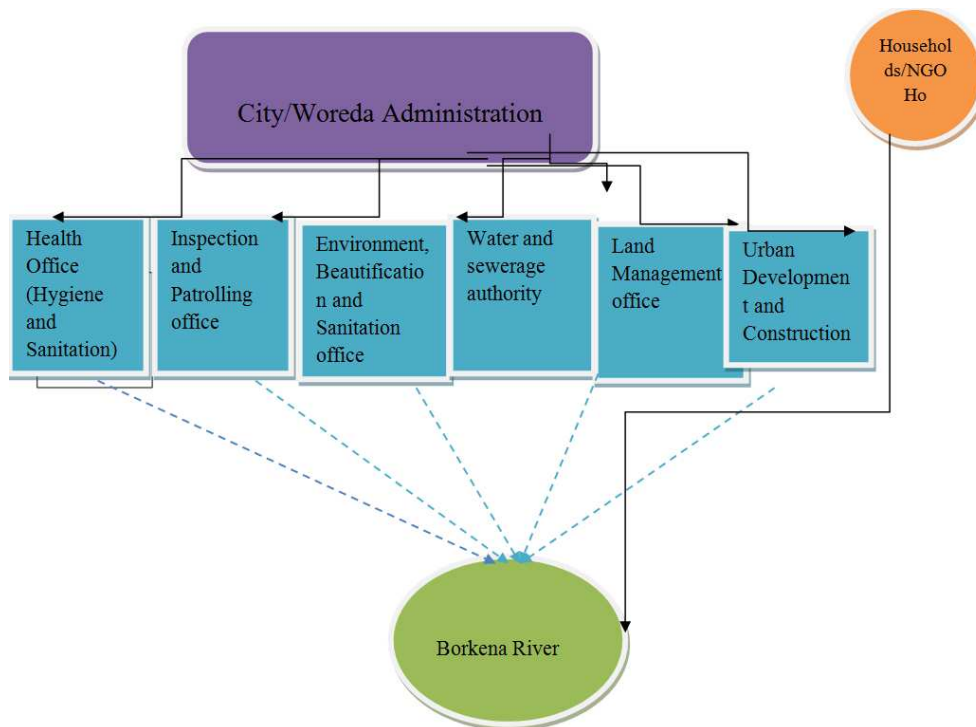 Househol
ds/NGO
Ho
City/Woreda Administration
Health
Office
(Hygiene
and
Sanitation)
Inspection
and
Patrolling
office
Environment,
Beautificatio
n and
Sanitation
office
Water and
sewerage
authority
Land
Management
office
Urban
Developmen
t and
Construction
Borkena River